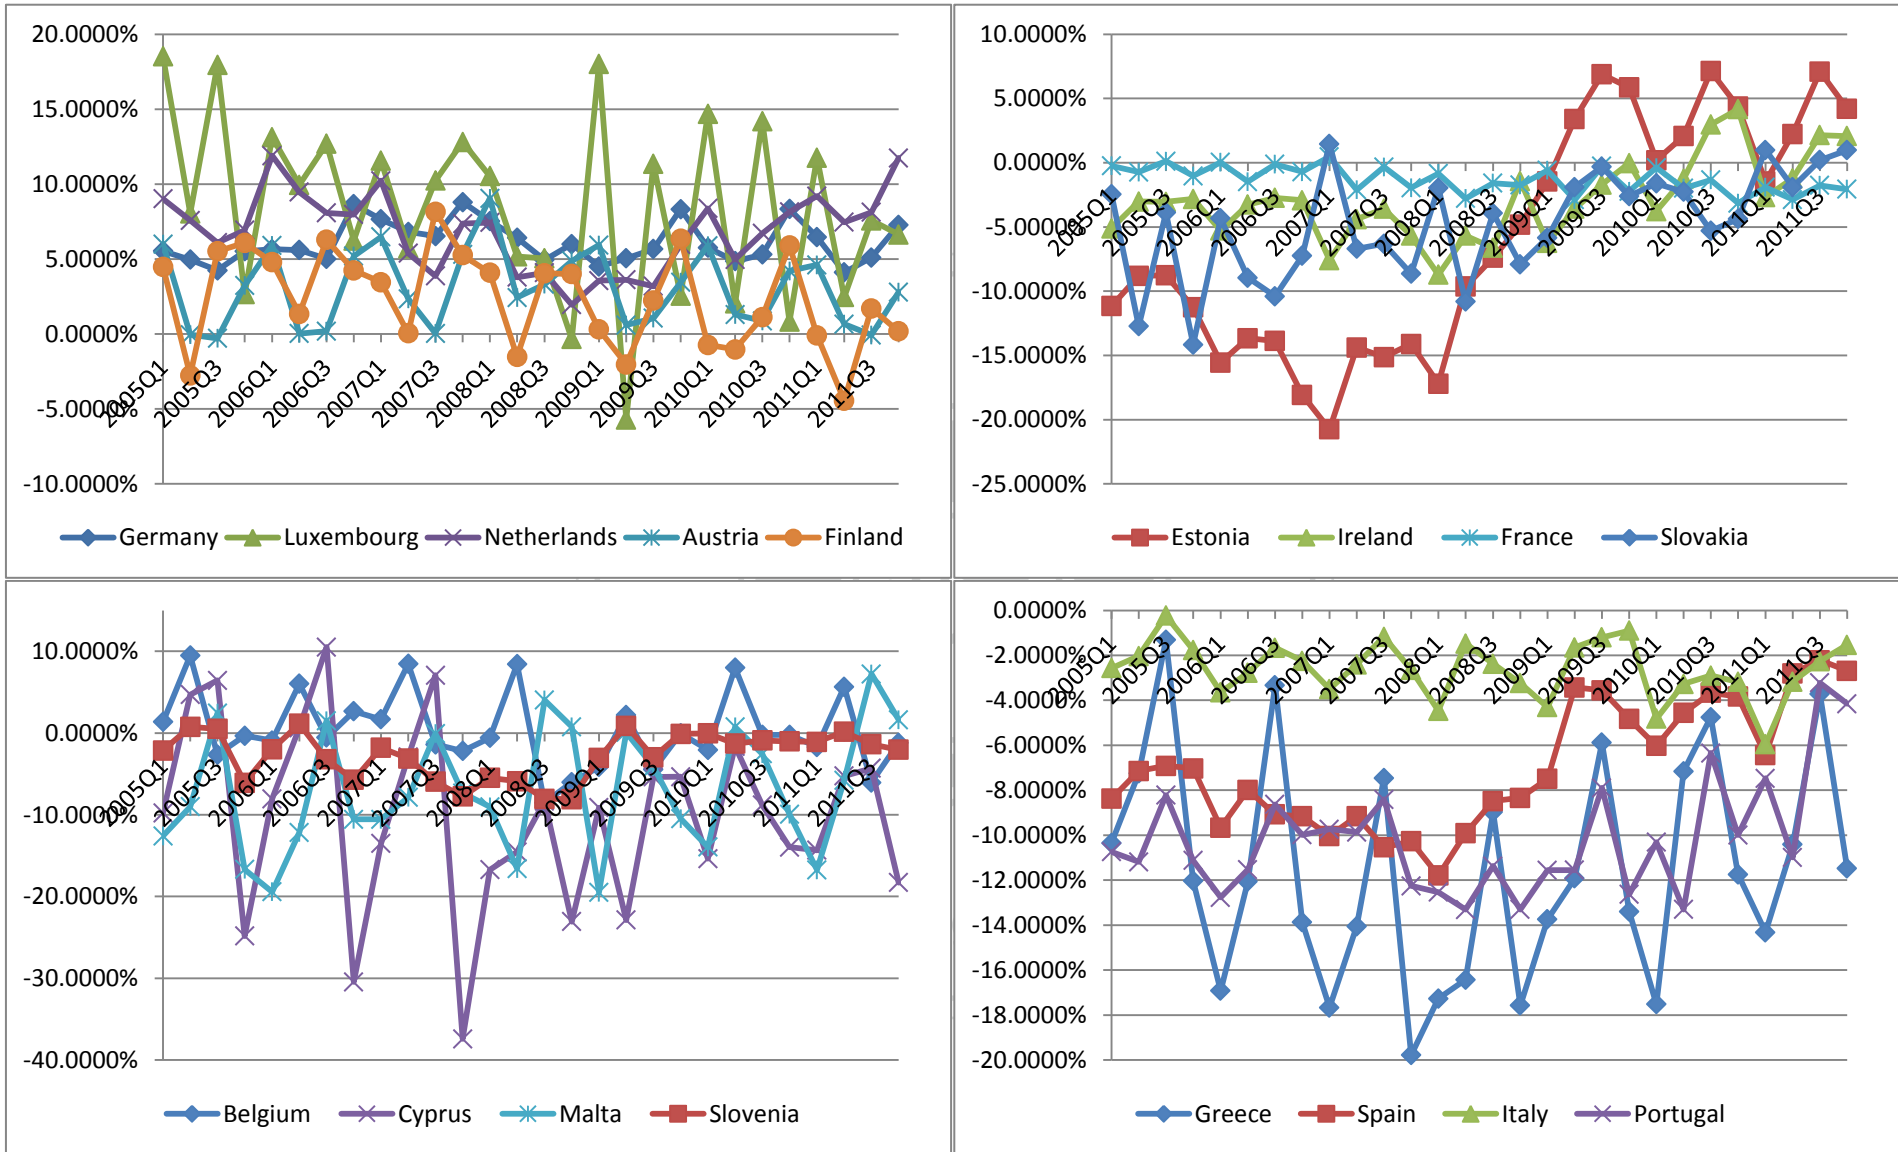 20.0000%
15.0000%
10.0000%
5.0000%
0.0000%
-5.0000%
-10.0000%
2005Q1
2005Q3
2006Q1
2006Q3
2007Q1
2007Q3
2008Q1
2008Q3
2009Q1
2009Q3
2010Q1
2010Q3
2011Q1
2011Q3
Germany Luxembourg Netherlands Austria Finland
10.0000%
5.0000%
0.0000%
-5.0000%
-10.0000%
-15.0000%
-20.0000%
-25.0000%
2005Q1
2005Q3
2006Q1
2006Q3
2007Q1
2007Q3
2008Q1
2008Q3
2009Q1
2009Q3
2010Q1
2010Q3
2011Q1
2011Q3
Estonia Ireland France Slovakia
10.0000%
0.0000%
-10.0000%
-20.0000%
-30.0000%
-40.0000%
2005Q1
2005Q3
2006Q1
2006Q3
2007Q1
2007Q3
2008Q1
2008Q3
2009Q1
2009Q3
2010Q1
2010Q3
2011Q1
2011Q3
Belgium Cyprus Malta Slovenia
0.0000%
-2.0000%
-4.0000%
-6.0000%
-8.0000%
-10.0000%
-12.0000%
-14.0000%
-16.0000%
-18.0000%
-20.0000%
2005Q1
2005Q3
2006Q1
2006Q3
2007Q1
2007Q3
2008Q1
2008Q3
2009Q1
2009Q3
2010Q1
2010Q3
2011Q1
2011Q3
Greece Spain Italy Portugal